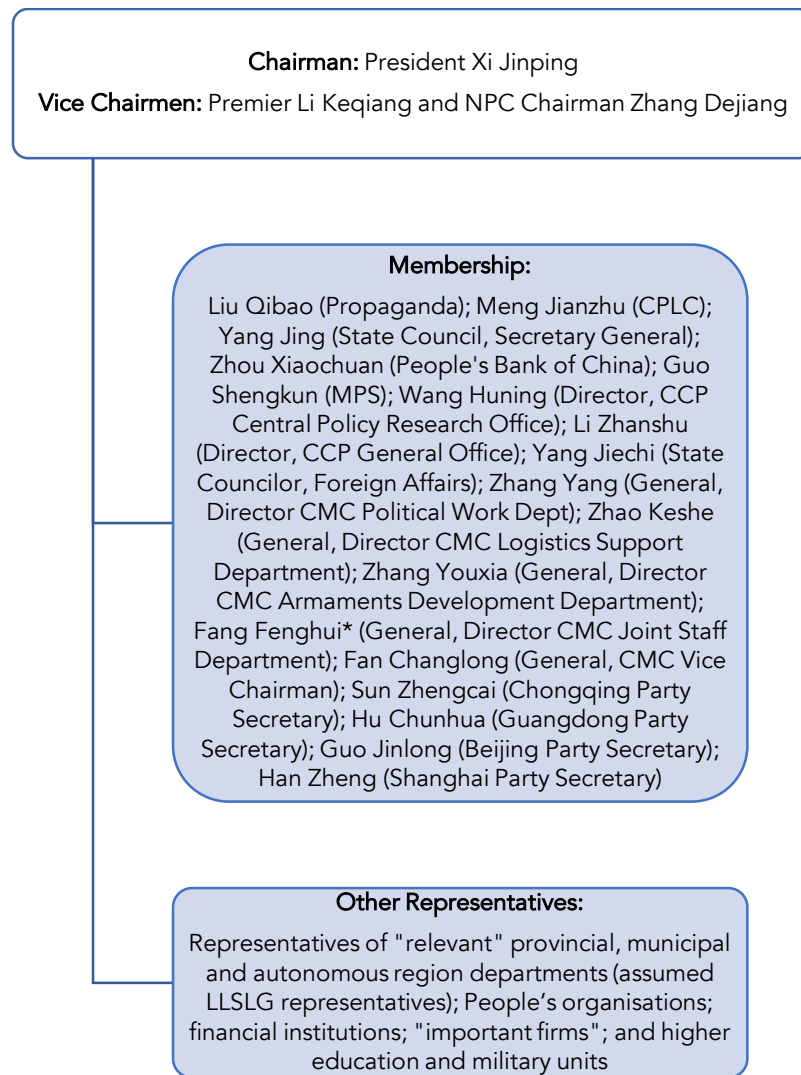 Chairman: President Xi Jinping
Vice Chairmen: Premier Li Keqiang and NPC Chairman Zhang Dejiang
Membership:
Liu Qibao (Propaganda); Meng Jianzhu (CPLC);
Yang Jing (State Council, Secretary General);
Zhou Xiaochuan (People's Bank of China); Guo
Shengkun (MPS); Wang Huning (Director, CCP
Central Policy Research Office); Li Zhanshu
(Director, CCP General Office); Yang Jiechi (State
Councilor, Foreign Affairs); Zhang Yang (General,
Director CMC Political Work Dept); Zhao Keshe
(General, Director CMC Logistics Support
Department); Zhang Youxia (General, Director
CMC Armaments Development Department);
Fang Fenghui* (General, Director CMC Joint Staff
Department); Fan Changlong (General, CMC Vice
Chairman); Sun Zhengcai (Chongqing Party
Secretary); Hu Chunhua (Guangdong Party
Secretary); Guo Jinlong (Beijing Party Secretary);
Han Zheng (Shanghai Party Secretary)
Other Representatives:
Representatives of "relevant" provincial, municipal
and autonomous region departments (assumed
LLSLG representatives); People’s organisations;
financial institutions; "important firms"; and higher
education and military units